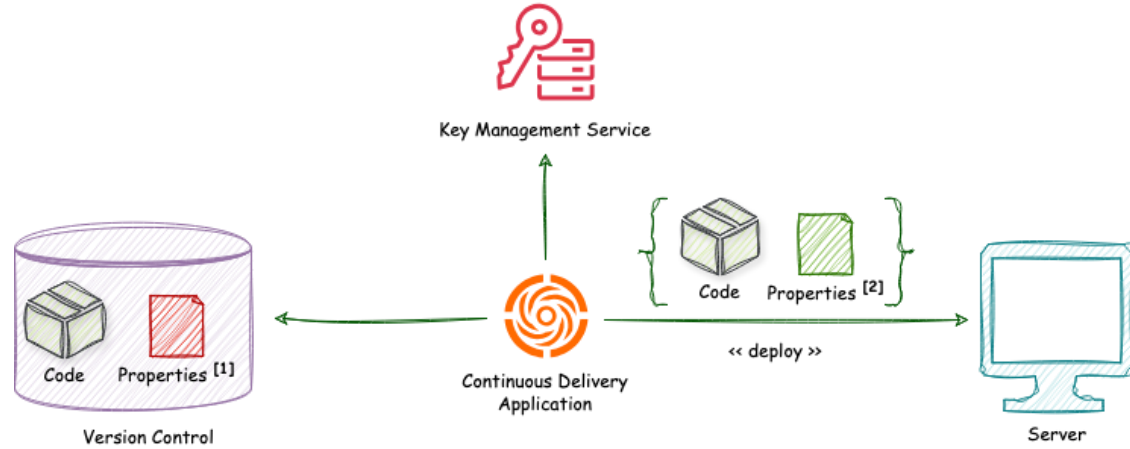 Key Management Service
Code
Properties [2]
Code
Properties [1]
<< deploy >>
Continuous Delivery
Application
Version Control
Server